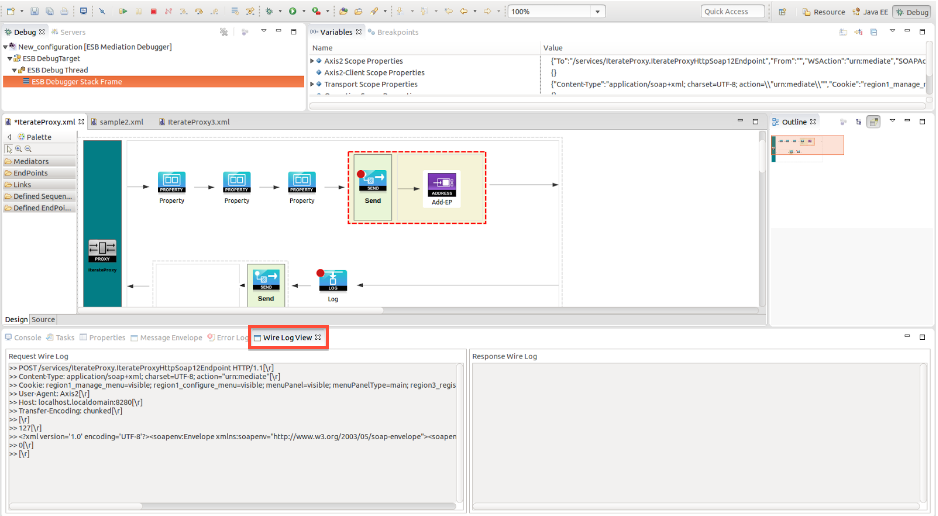 100%
Quick Access
Resource
Java EE
Debug
Debug
Servers
New_configuration [ESB Mediation Debugger]
ESB DebugTarget
ESB Debug Thread
ESB Debugger Stack Frame
Variables
Breakpoints
Name
Value
Axis2 Scope Properties
{"To":"/services/IterateProxy.IterateProxyHttpSoap12Endpoint","From":"","WSAction":"urn:mediate","SOAPAc
Axis2-Client Scope Properties
{}
Transport Scope Properties
{"Content-Type":"application/soap+xml; charset=UTF-8; action=\\"urn:mediate\\"","Cookie":"region1_manage_m
*IterateProxy.xml
sample2.xml
IterateProxy3.xml
Outline
Palette
Mediators
EndPoints
Links
Defined Sequen...
Defined EndPoi...
PROXY
IterateProxy
PROPERTY
Property
PROPERTY
Property
PROPERTY
Property
SEND
Send
ADDRESS
Add-EP
SEND
Send
LOG
Log
Design
Source
Console
Tasks
Properties
Message Envelope
Error Log
Wire Log View
Request Wire Log
>> POST /services/IterateProxy.IterateProxyHttpSoap12Endpoint HTTP/1.1[\r]
>> Content-Type: application/soap+xml; charset=UTF-8; action="urn:mediate"[\r]
>> Cookie: region1_manage_menu=visible; region1_configure_menu=visible; menuPanel=visible; menuPanelType=main; region3_regis
>> User-Agent: Axis2[\r]
>> Host: localhost.localdomain:8280[\r]
>> Transfer-Encoding: chunked[\r]
>> [\r]
>> 127[\r]
>> <?xml version='1.0' encoding='UTF-8'?><soapenv:Envelope xmlns:soapenv="http://www.w3.org/2003/05/soap-envelope"><soapen
>> 0[\r]
>> [\r]
Response Wire Log